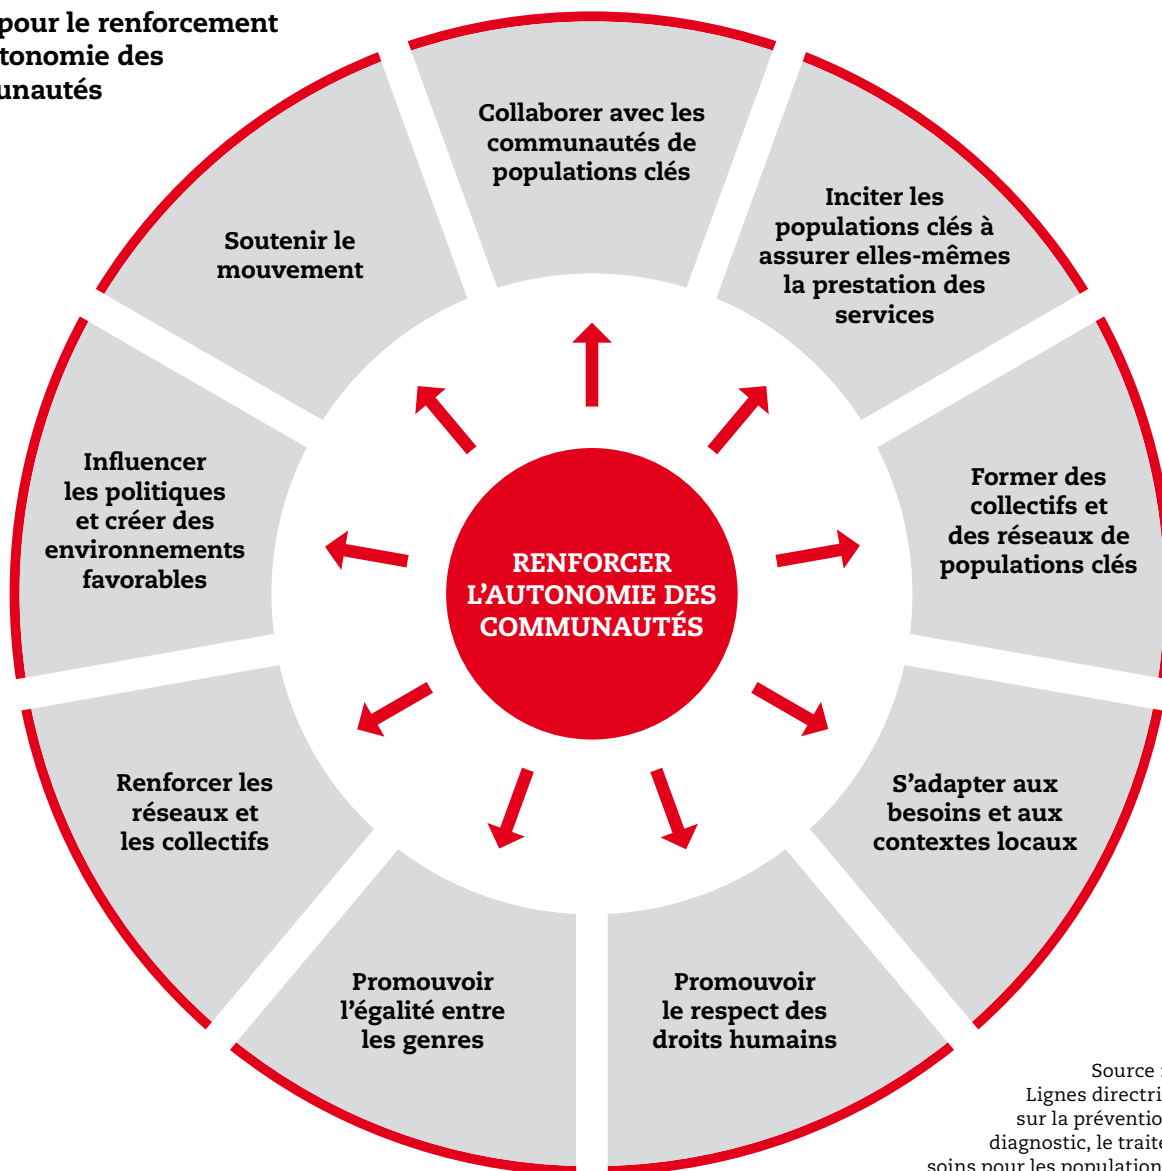 pour le renforcement
tonomie des
unautés
Collaborer avec les
communautés de
populations clés
Inciter les
populations clés à
assurer elles-mêmes
la prestation des
services
Former des
collectifs et
des réseaux de
populations clés
S’adapter aux
besoins et aux
contextes locaux
Promouvoir
le respect des
droits humains
Promouvoir
l’égalité entre
les genres
Renforcer les
réseaux et
les collectifs
Influencer
les politiques
et créer des
environnements
favorables
Soutenir le
mouvement
RENFORCER
L’AUTONOMIE DES
COMMUNAUTÉS
Source :
Lignes directri
sur la préventio
diagnostic, le traite
soins pour les population